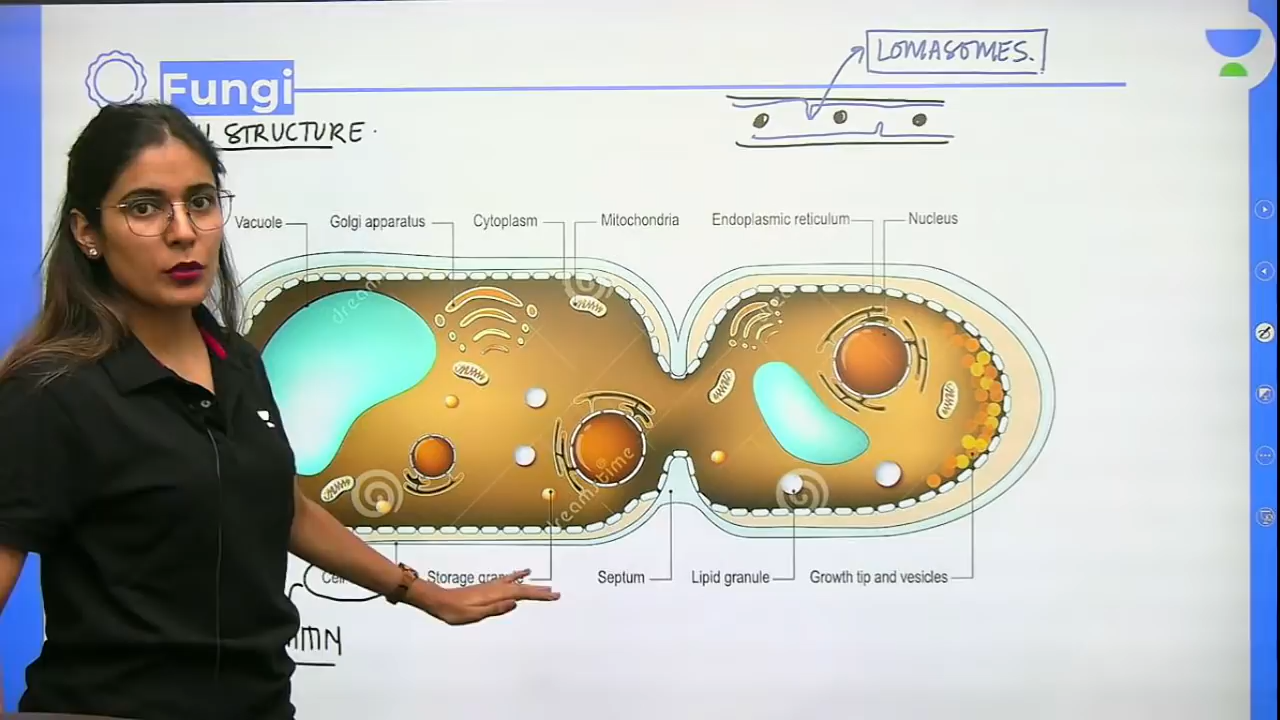 LOMASOMES.
Fungi
STRUCTURE
Vacuole
Golgi apparatus
Cytoplasm
Mitochondria
Endoplasmic reticulum
Nucleus
dreamstime
Storage
Septum
Lipid granule
Growth tip and vesicles